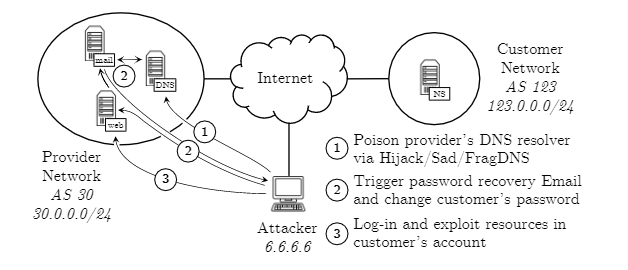 mail
DNS
web
2
1
2
3
Internet
NS
Customer
Network
AS 123
123.0.0.0/24
Provider
Network
AS 30
30.0.0.0/24
Attacker
6.6.6.6
1 Poison provider's DNS resolver
via Hijack/Sad/FragDNS
2 Trigger password recovery Email
and change customer's password
3 Log-in and exploit resources in
customer's account